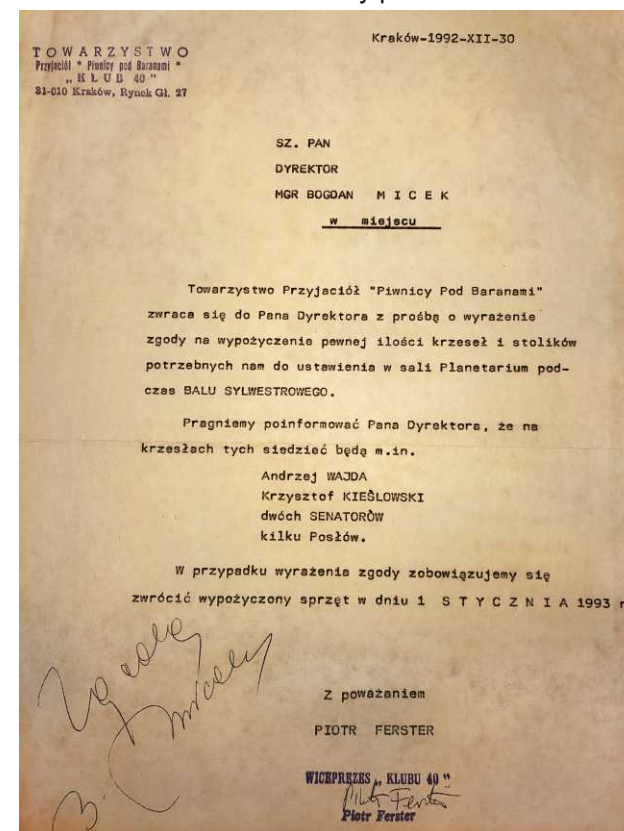 Kraków-1992-XII-30
TOWARZYSTWO
Przyjaciół " Piwnicy pod Baranami "
„ KLUB 40 "
31-010 Kraków, Rynek Gł. 27
SZ. PAN
DYREKTOR
MGR BOGDAN M I C E K
w miejscu
Towarzystwo Przyjaciół "Piwnicy Pod Baranami"
zwraca się do Pana Dyrektora z prośbą o wyrażenie
zgody na wypożyczenie pewnej ilości krzeseł i stolików
potrzebnych nam do ustawienia w sali Planetarium pod-
czas BALU SYLWESTROWEGO.
Pragniemy poinformować Pana Dyrektora, że na
krzesłach tych siedzieć będą m.in.
Andrzej WAJDA
Krzysztof KIEŚLOWSKI
dwóch SENATORÓW
kilku Posłów.
W przypadku wyrażenia zgody zobowiązujemy się
zwrócić wypożyczony sprzęt w dniu 1 S T Y C Z N I A 1993 r
Z poważaniem
PIOTR FERSTER
WICEPREZES „ KLUBU 40 "
Piotr Ferster
Piotr Ferster